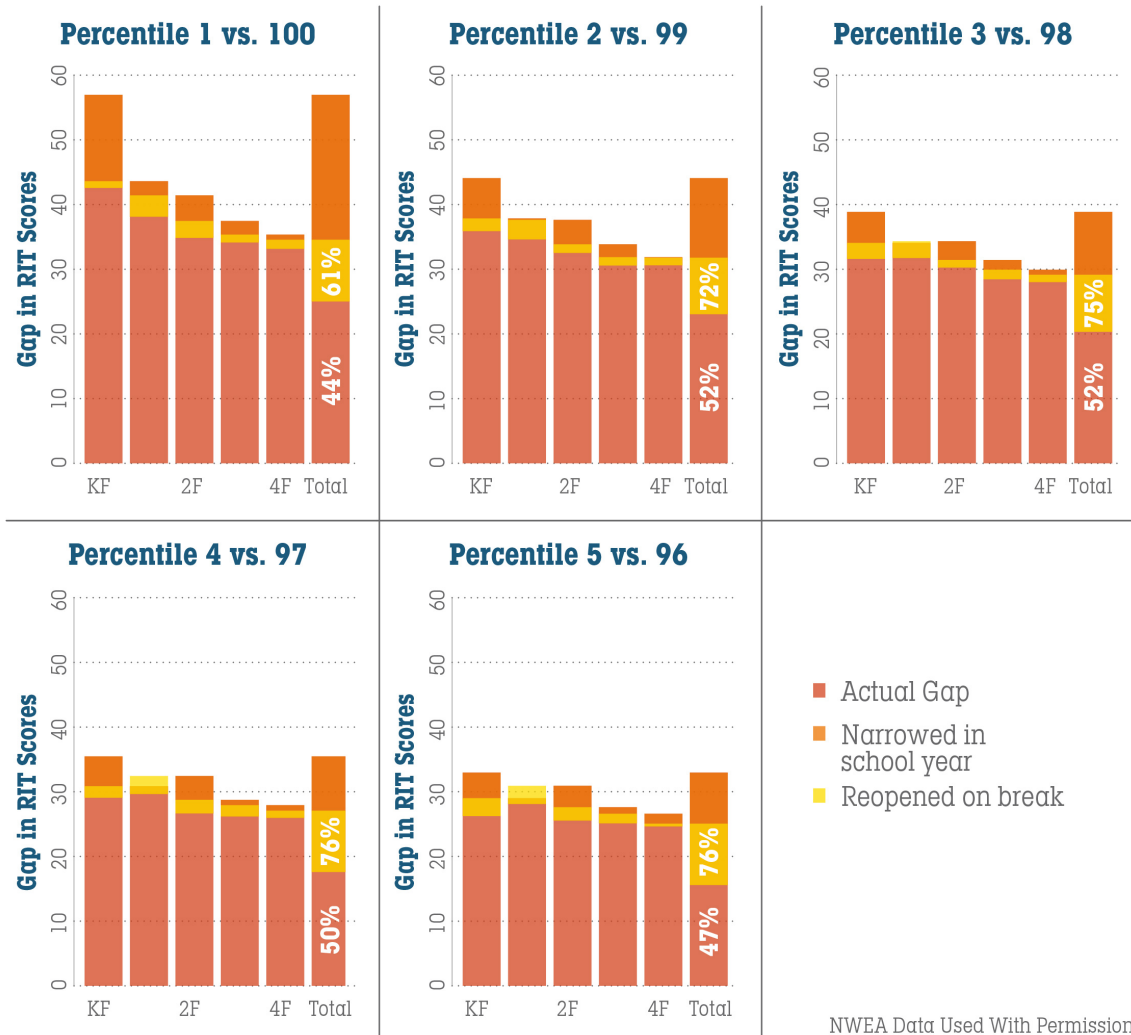 Percentile 1 vs. 100
Gap in RIT Scores
60
50
40
30
20
10
0
61%
44%
KF 2F 4F Total
Percentile 2 vs. 99
Gap in RIT Scores
60
50
40
30
20
10
0
72%
52%
KF 2F 4F Total
Percentile 3 vs. 98
Gap in RIT Scores
60
50
40
30
20
10
0
75%
52%
KF 2F 4F Total
Percentile 4 vs. 97
Gap in RIT Scores
60
50
40
30
20
10
0
76%
50%
KF 2F 4F Total
Percentile 5 vs. 96
Gap in RIT Scores
60
50
40
30
20
10
0
76%
47%
KF 2F 4F Total
Actual Gap
Narrowed in
school year
Reopened on break
NWEA Data Used With Permission